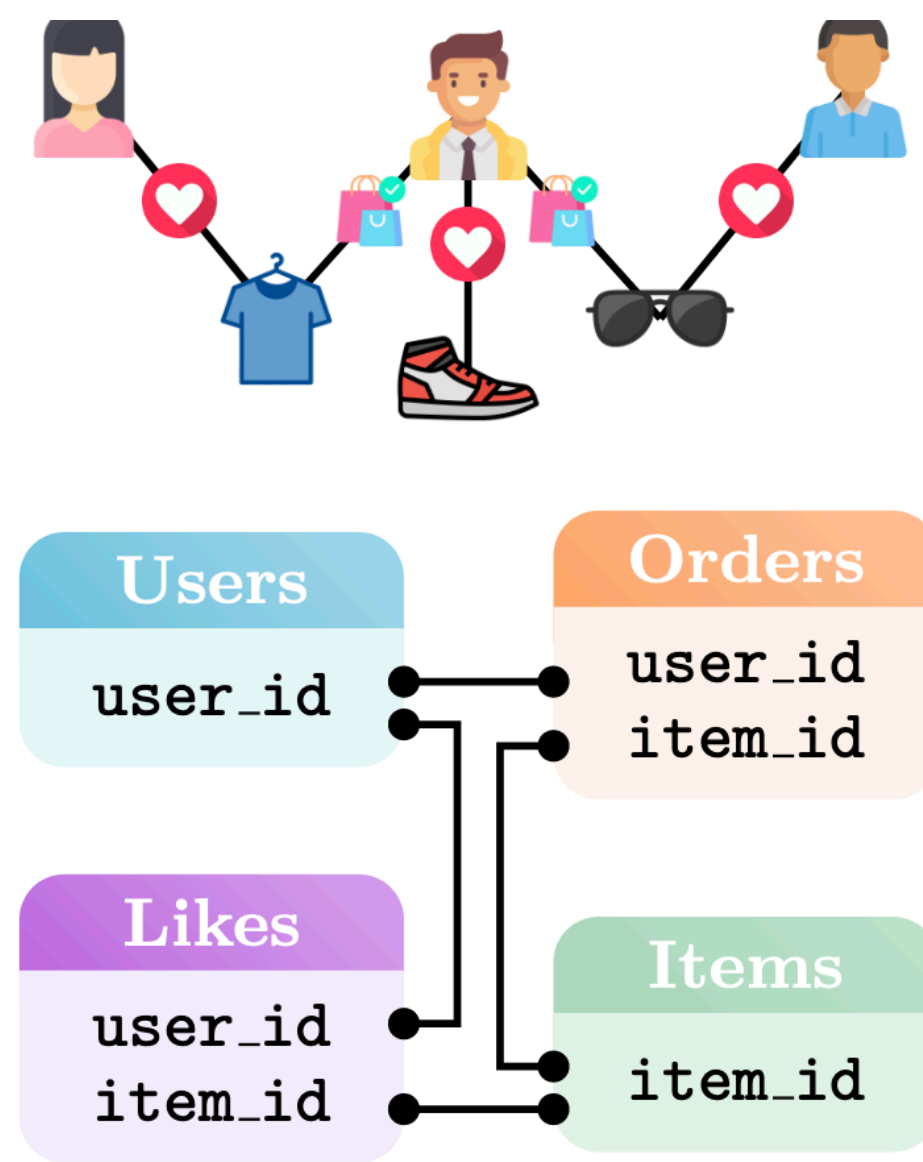 Users
user_id
Orders
user_id
item_id
Likes
user_id
item_id
Items
item_id